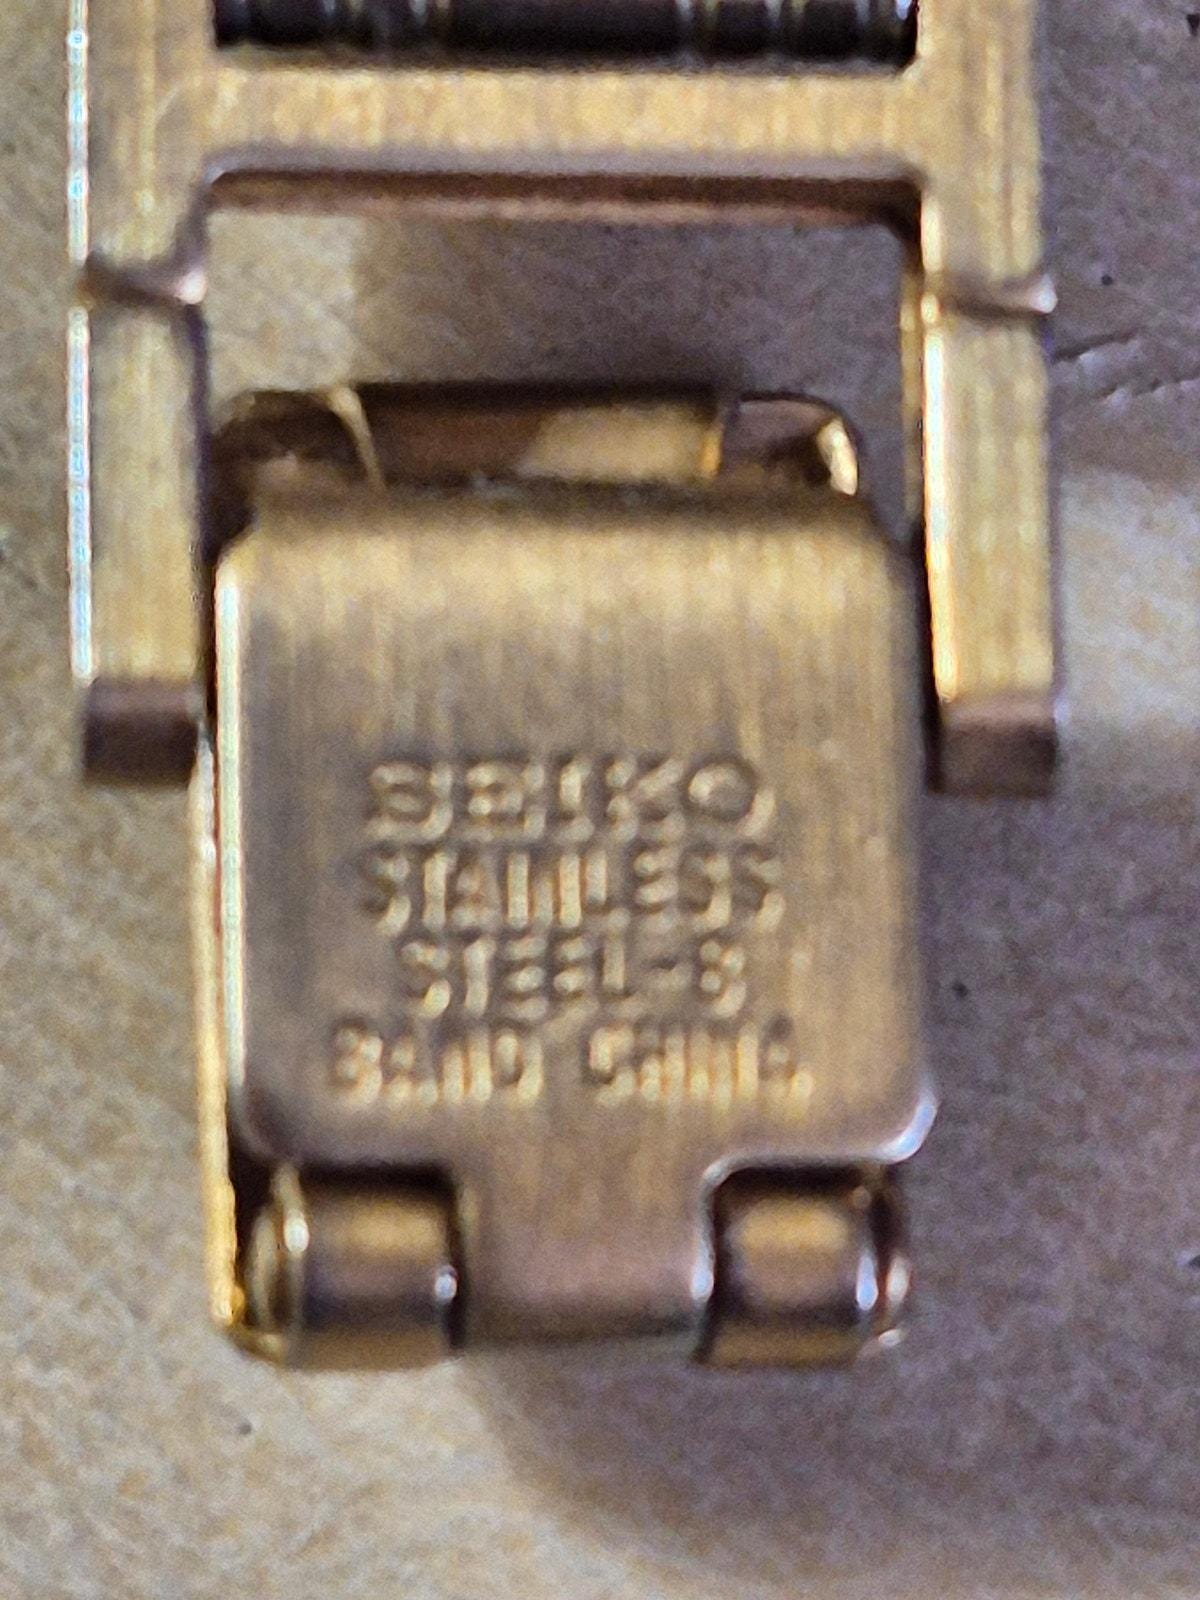 SEIKO
STAINLESS
STEEL-B
BAND CHINA